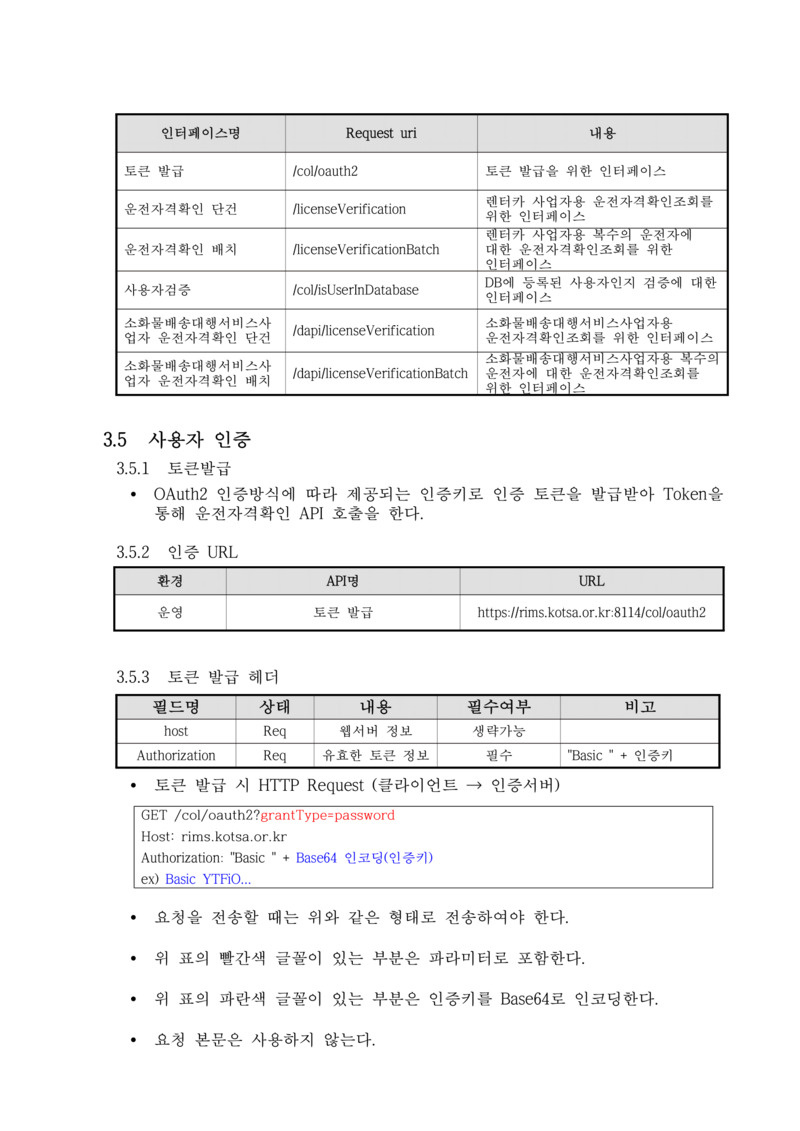 인터페이스명 Request uri 내용
토큰 발급 /col/oauth2 토큰 발급을 위한 인터페이스
운전자격확인 단건 /licenseVerification 렌터카 사업자용 운전자격확인조회를
위한 인터페이스
운전자격확인 배치 /licenseVerificationBatch 렌터카 사업자용 복수의 운전자에
대한 운전자격확인조회를 위한
인터페이스
사용자검증 /col/isUserInDatabase DB에 등록된 사용자인지 검증에 대한
인터페이스
소화물배송대행서비스사
업자 운전자격확인 단건 /dapi/licenseVerification 소화물배송대행서비스사업자용
운전자격확인조회를 위한 인터페이스
소화물배송대행서비스사
업자 운전자격확인 배치 /dapi/licenseVerificationBatch 소화물배송대행서비스사업자용 복수의
운전자에 대한 운전자격확인조회를
위한 인터페이스
3.5 사용자 인증
3.5.1 토큰발급
• OAuth2 인증방식에 따라 제공되는 인증키로 인증 토큰을 발급받아 Token을
통해 운전자격확인 API 호출을 한다.
3.5.2 인증 URL
환경 API명 URL
운영 토큰 발급 https://rims.kotsa.or.kr:8114/col/oauth2
3.5.3 토큰 발급 헤더
필드명 상태 내용 필수여부 비고
host Req 웹서버 정보 생략가능
Authorization Req 유효한 토큰 정보 필수 "Basic " + 인증키
• 토큰 발급 시 HTTP Request (클라이언트 → 인증서버)
GET /col/oauth2?grantType=password
Host: rims.kotsa.or.kr
Authorization: "Basic " + Base64 인코딩(인증키)
ex) Basic YTFiO...
• 요청을 전송할 때는 위와 같은 형태로 전송하여야 한다.
• 위 표의 빨간색 글꼴이 있는 부분은 파라미터로 포함한다.
• 위 표의 파란색 글꼴이 있는 부분은 인증키를 Base64로 인코딩한다.
• 요청 본문은 사용하지 않는다.